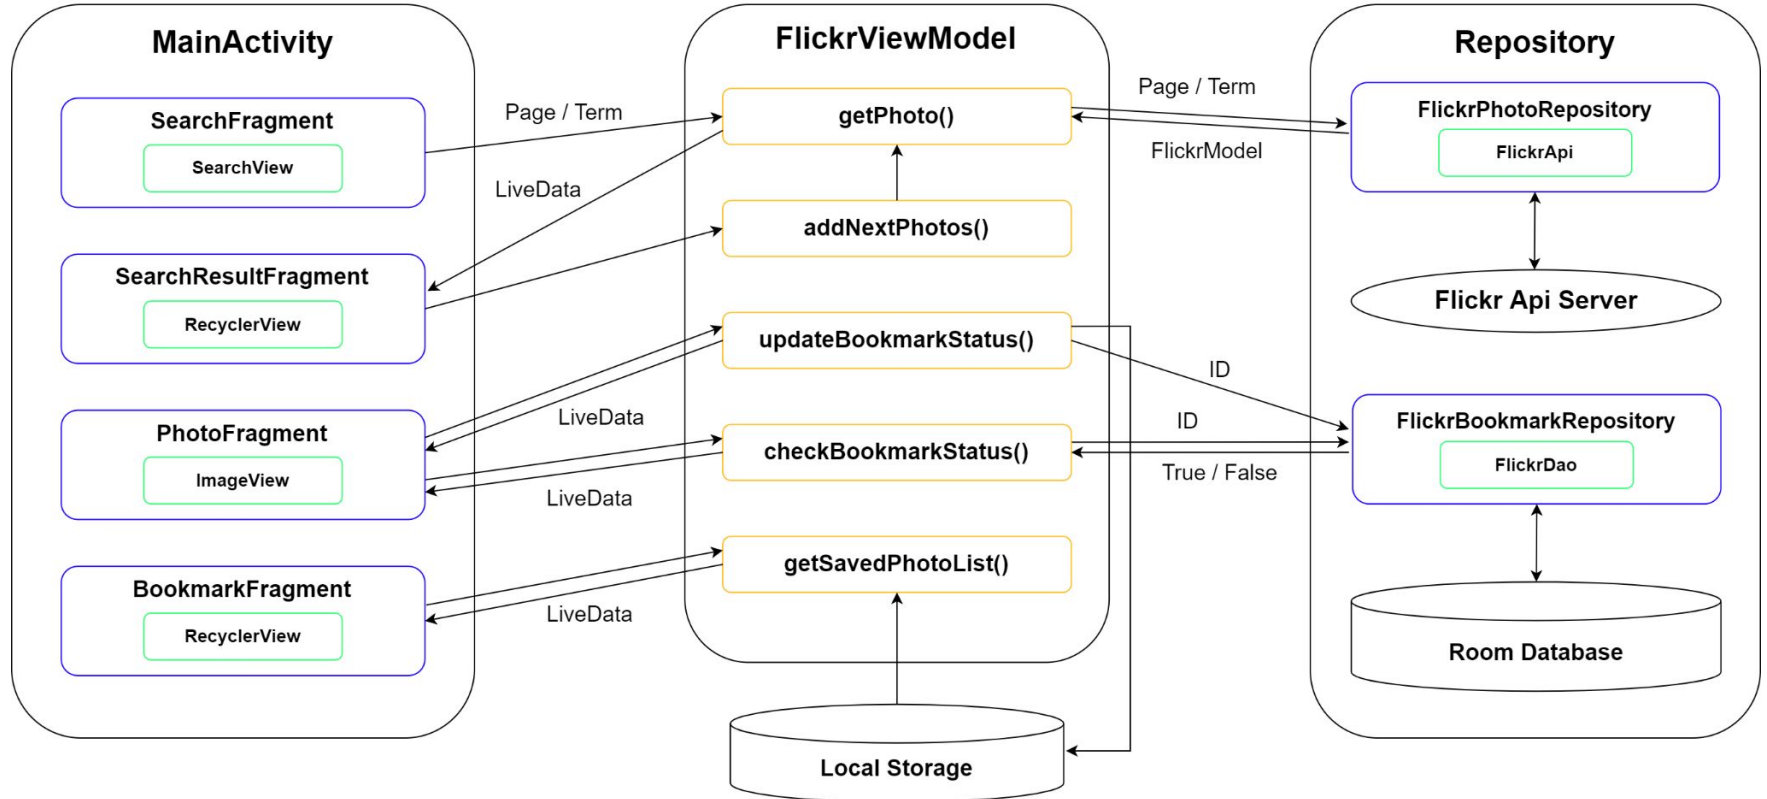 MainActivity
SearchFragment
SearchView
SearchResultFragment
RecyclerView
PhotoFragment
ImageView
BookmarkFragment
RecyclerView
Page / Term
LiveData
LiveData
LiveData
LiveData
FlickrViewModel
getPhoto()
addNextPhotos()
updateBookmarkStatus()
checkBookmarkStatus()
getSavedPhotoList()
Local Storage
Page / Term
FlickrModel
ID
ID
True / False
Repository
FlickrPhotoRepository
FlickrApi
Flickr Api Server
FlickrBookmarkRepository
FlickrDao
Room Database